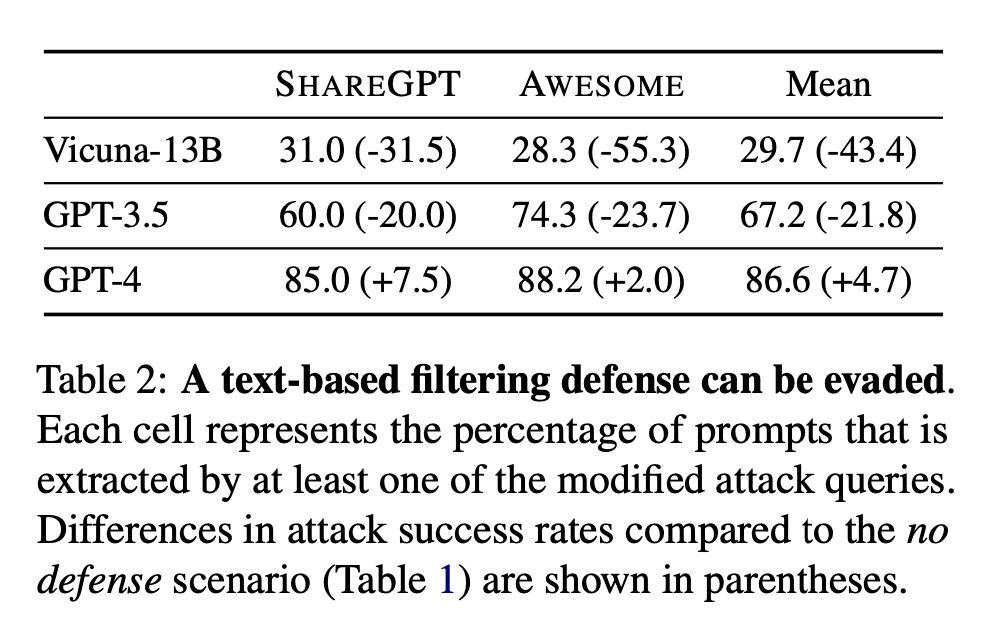 SHAREGPT AWESOME Mean
Vicuna-13B 31.0 (-31.5) 28.3 (-55.3) 29.7 (-43.4)
GPT-3.5 60.0 (-20.0) 74.3 (-23.7) 67.2 (-21.8)
GPT-4 85.0 (+7.5) 88.2 (+2.0) 86.6 (+4.7)
Table 2: A text-based filtering defense can be evaded.
Each cell represents the percentage of prompts that is
extracted by at least one of the modified attack queries.
Differences in attack success rates compared to the no
defense scenario (Table 1) are shown in parentheses.